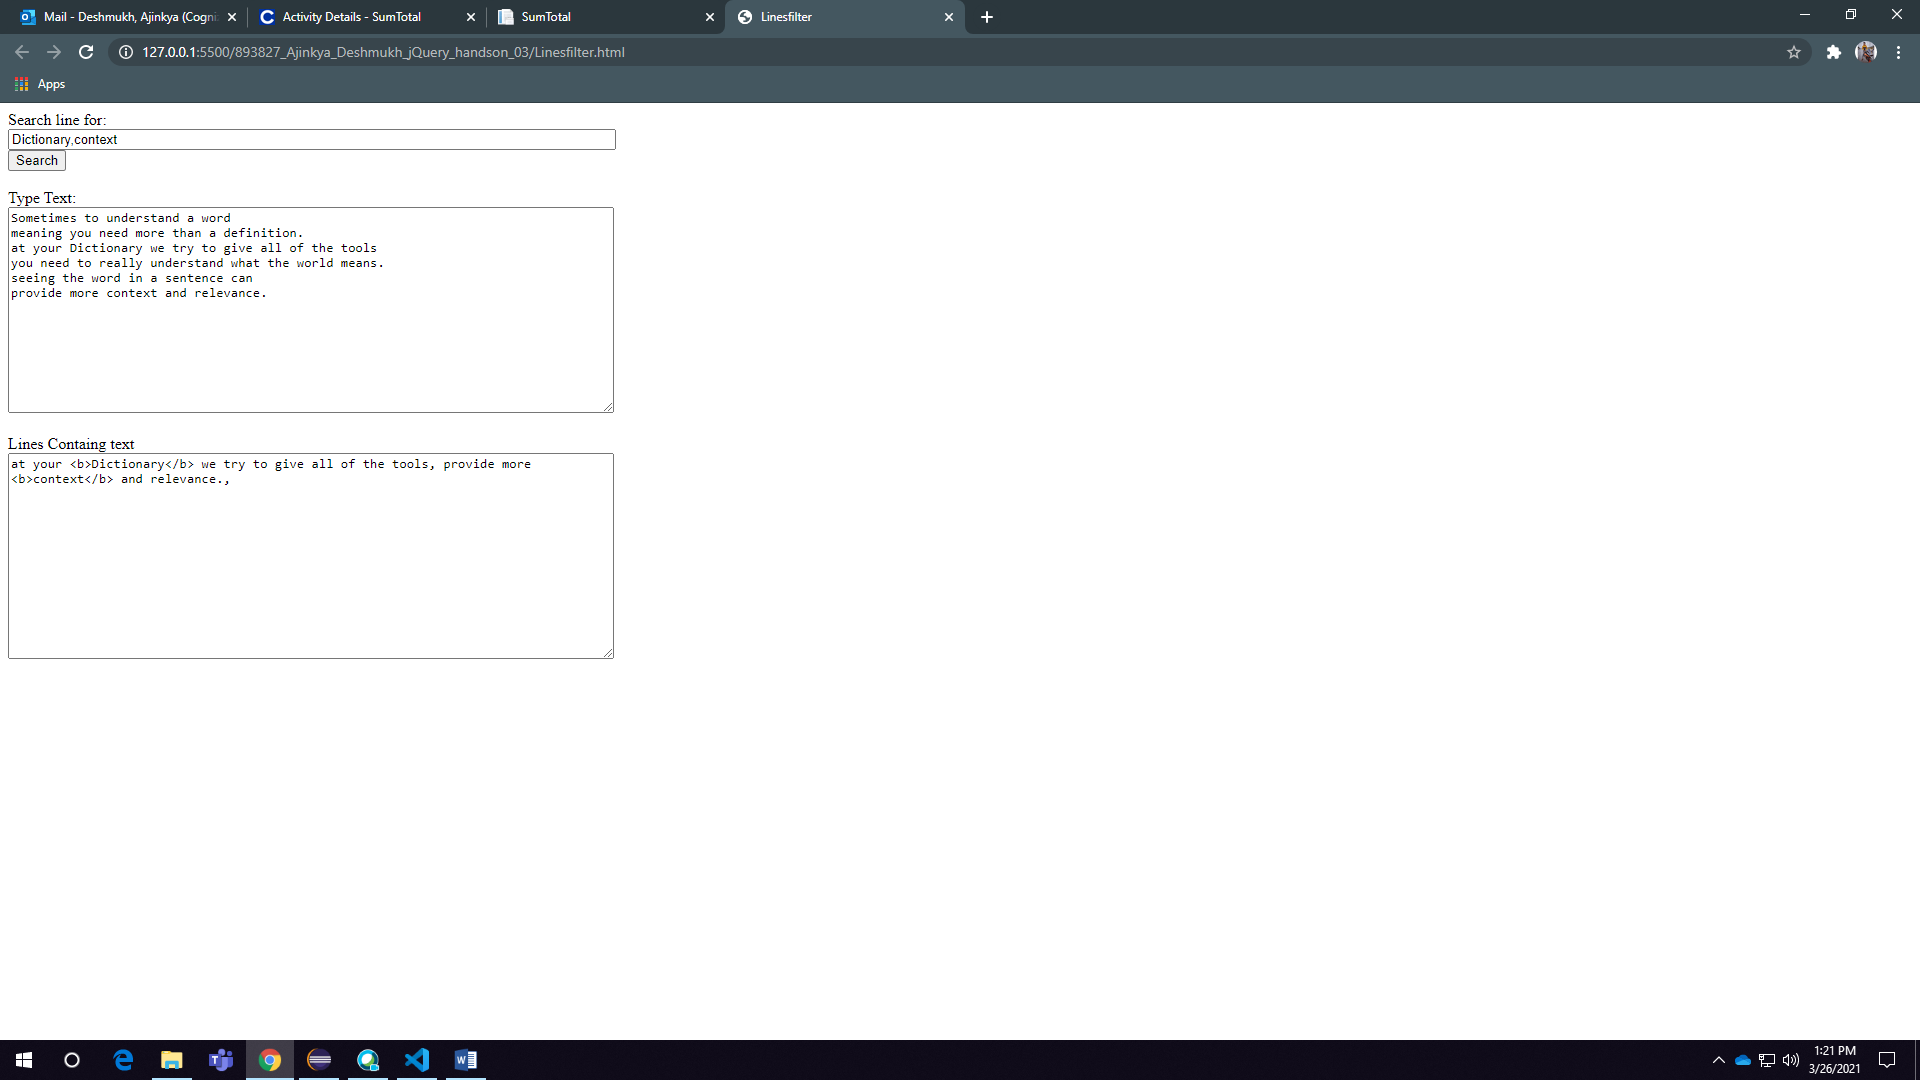 Mail - Deshmukh, Ajinkya (Cogni
Activity Details - SumTotal
SumTotal
Linesfilter
127.0.0.1:5500/893827_Ajinkya_Deshmukh_jQuery_handson_03/Linesfilter.html
Apps
Search line for:
Dictionary,context
Search
Type Text:
Sometimes to understand a word
meaning you need more than a definition.
at your Dictionary we try to give all of the tools
you need to really understand what the world means.
seeing the word in a sentence can
provide more context and relevance.
Lines Containg text
at your <b>Dictionary</b> we try to give all of the tools, provide more
<b>context</b> and relevance.,
1:21 PM
3/26/2021